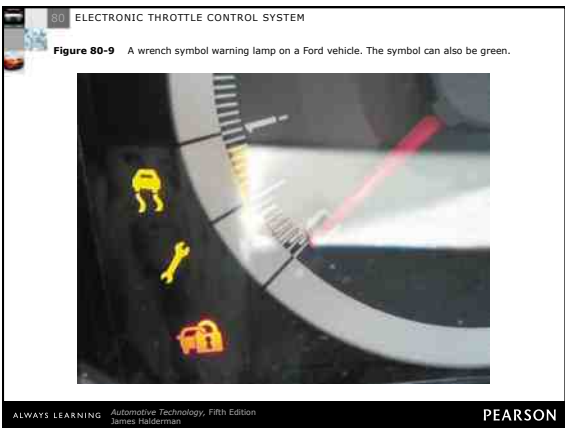 80 ELECTRONIC THROTTLE CONTROL SYSTEM
Figure 80-9 A wrench symbol warning lamp on a Ford vehicle. The symbol can also be green.
ALWAYS LEARNING Automotive Technology, Fifth Edition
James Halderman
PEARSON